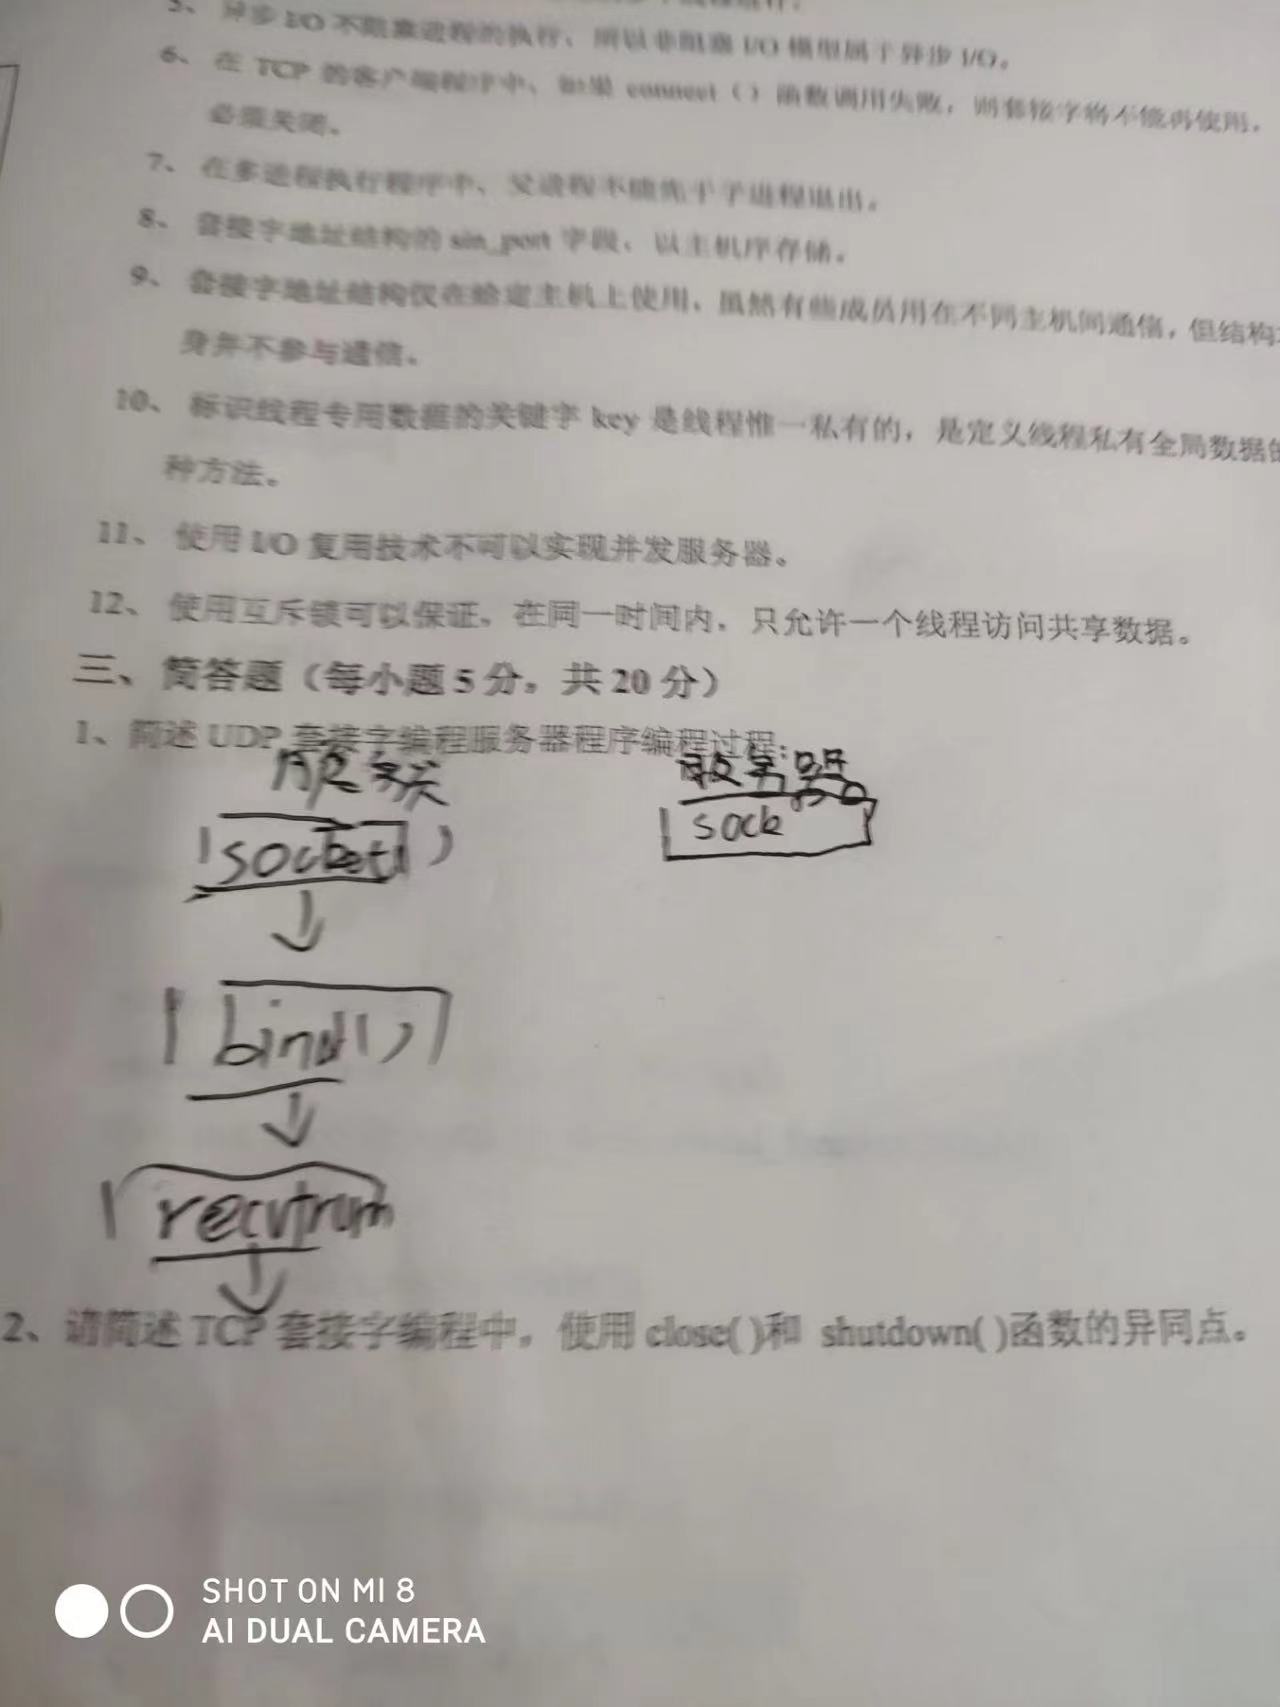 5、异步 I/O 不阻塞进程的执行，所以非阻塞 I/O 模型属于异步 I/O。
6、在 TCP 的客户端程序中，如果 connect（）函数调用失败，则套接字将不能再使用，
必须关闭。
7、在多进程执行程序中，父进程不能先于子进程退出。
8、套接字地址结构的 sin_port 字段，以主机序存储。
9、套接字地址结构仅在给定主机上使用，虽然有些成员用在不同主机间通信，但结构
身并不参与通信。
10、标识线程专用数据的关键字 key 是线程惟一私有的，是定义线程私有全局数据的
种方法。
11、使用 I/O 复用技术不可以实现并发服务器。
12、使用互斥锁可以保证，在同一时间内，只允许一个线程访问共享数据。
三、简答题（每小题 5 分，共 20 分）
1、简述 UDP 套接字编程服务器程序编程过程：
服务器
socket()
sock
bind()
recvfrom
2、请简述 TCP 套接字编程中，使用 close( )和 shutdown( )函数的异同点。
SHOT ON MI 8
AI DUAL CAMERA